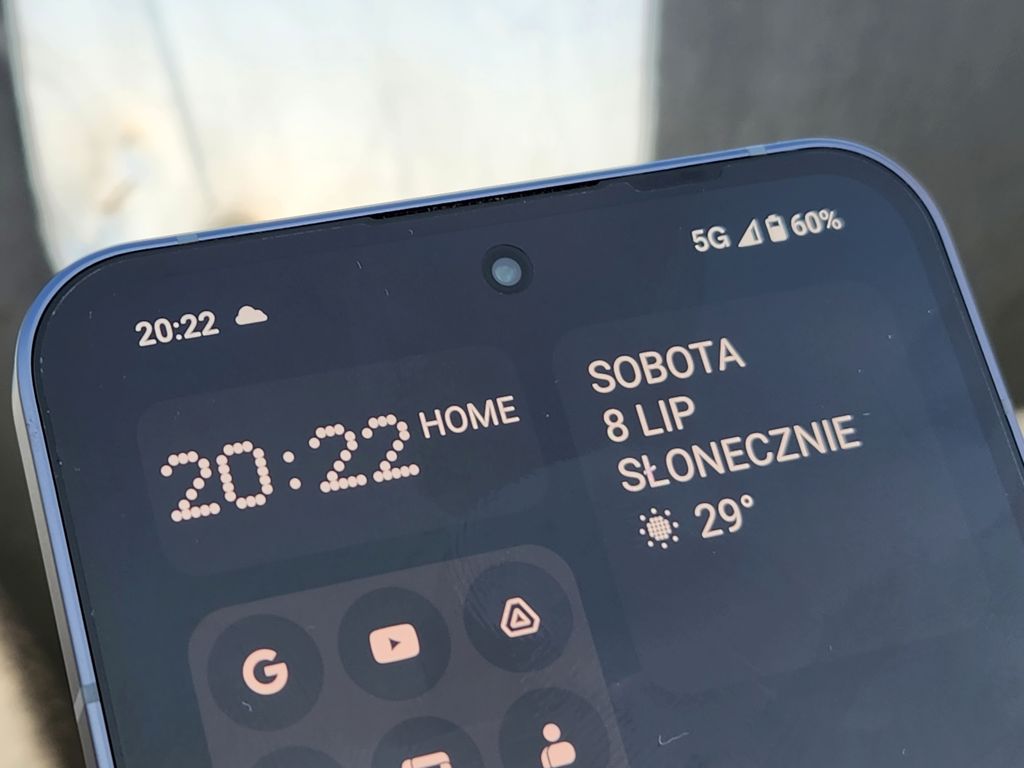 20:22
5G 60%
20:22 HOME
SOBOTA
8 LIP
SŁONECZNIE
29°
G